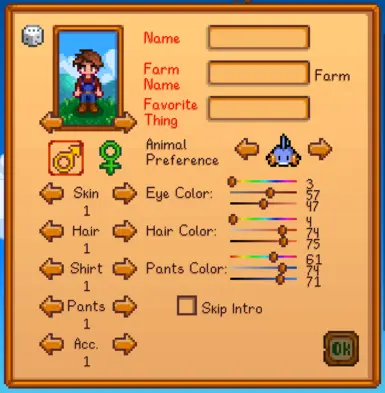 Name
Farm Name
Farm
Favorite Thing
Animal Preference
Skin
1
Hair
1
Shirt
1
Pants
1
Acc.
1
Eye Color:
3
57
47
Hair Color:
4
74
75
Pants Color:
61
74
71
Skip Intro
Ok